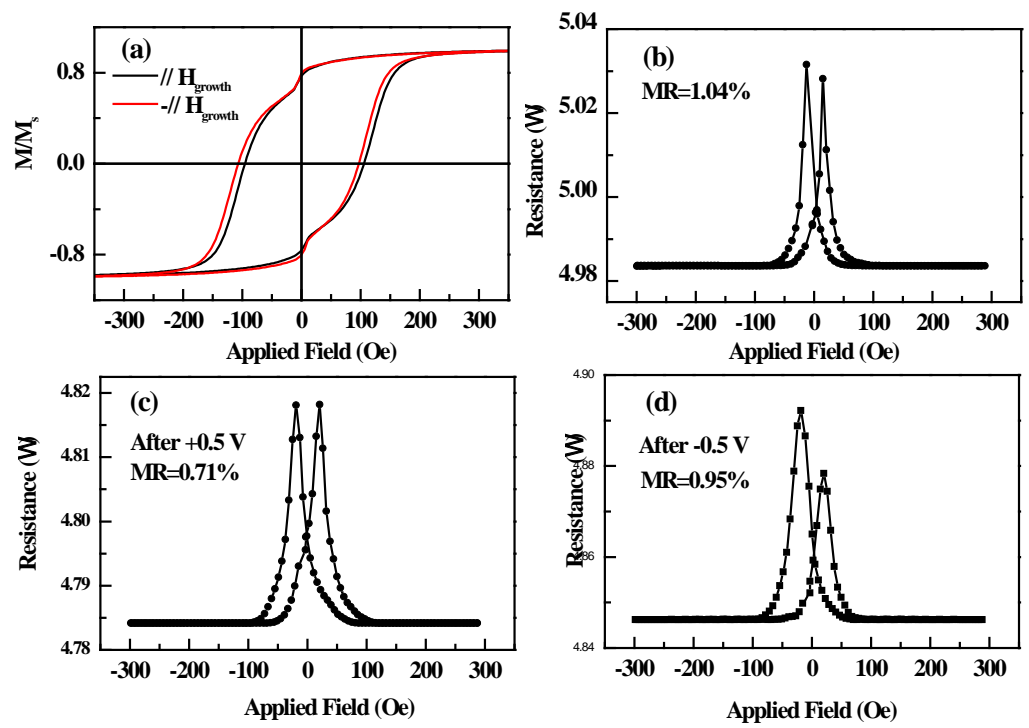 (a)
// H_growth
-// H_growth
M/M_s
0.8
0.0
-0.8
-300 -200 -100 0 100 200 300
Applied Field (Oe)
(b)
MR=1.04%
Resistance (W)
5.04
5.02
5.00
4.98
-300 -200 -100 0 100 200 300
Applied Field (Oe)
(c)
After +0.5 V
MR=0.71%
Resistance (W)
4.82
4.81
4.80
4.79
4.78
-300 -200 -100 0 100 200 300
Applied Field (Oe)
(d)
After -0.5 V
MR=0.95%
Resistance (W)
4.90
4.88
4.86
4.84
-300 -200 -100 0 100 200 300
Applied Field (Oe)